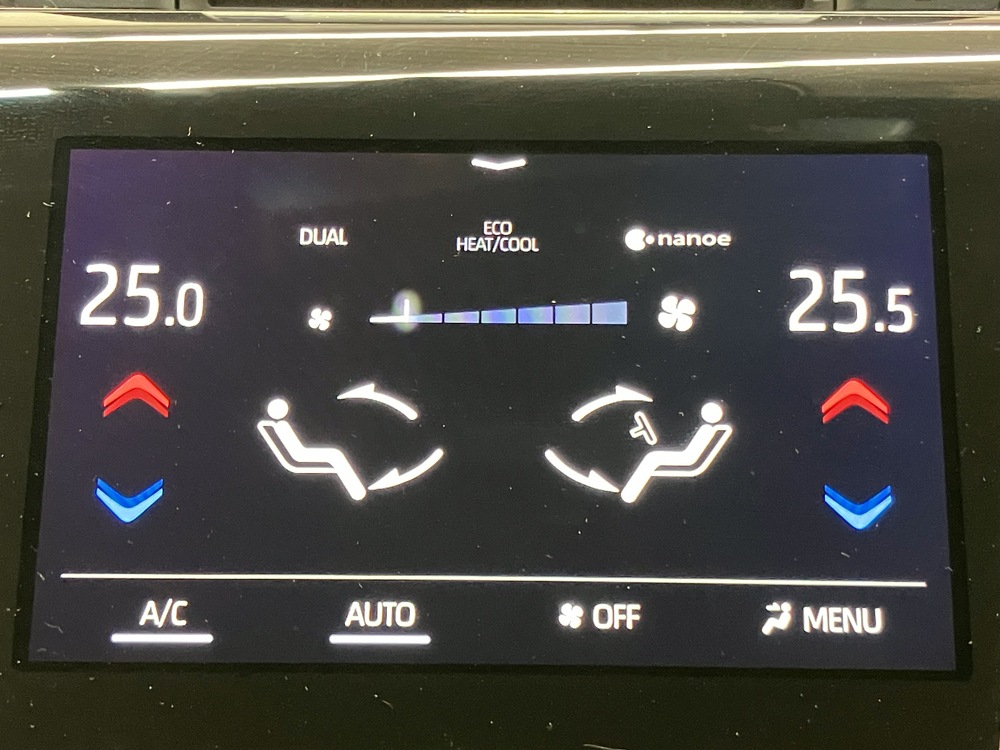 DUAL
ECO
HEAT/COOL
nanoe
25.0
25.5
A/C
AUTO
OFF
MENU